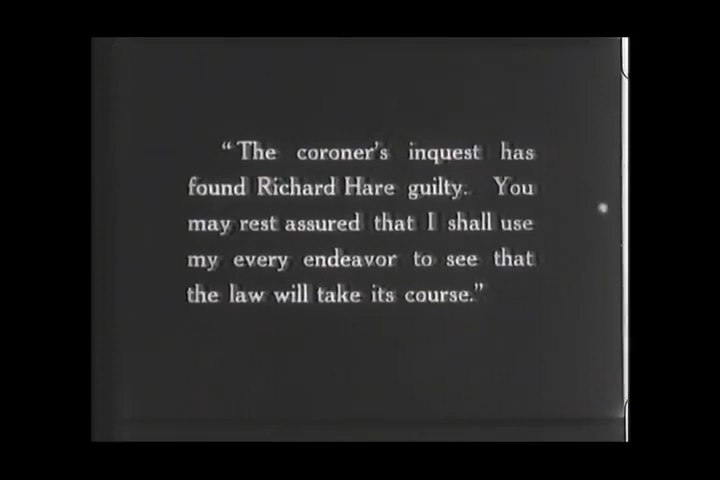 "The coroner's inquest has
found Richard Hare guilty. You
may rest assured that I shall use
my every endeavor to see that
the law will take its course."